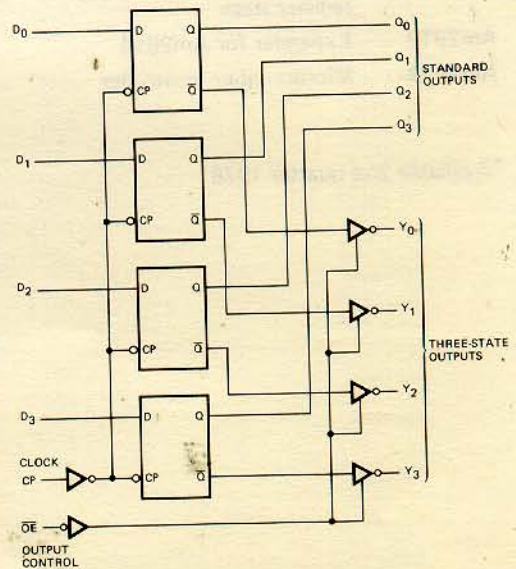 D0
D Q
CP Q̅
Q0
Q1
Q2
Q3
STANDARD
OUTPUTS
D1
D Q
CP Q̅
D2
D Q
CP Q̅
D3
D Q
CP Q̅
Y0
Y1
Y2
Y3
THREE-STATE
OUTPUTS
CLOCK
CP
O̅E̅
OUTPUT
CONTROL